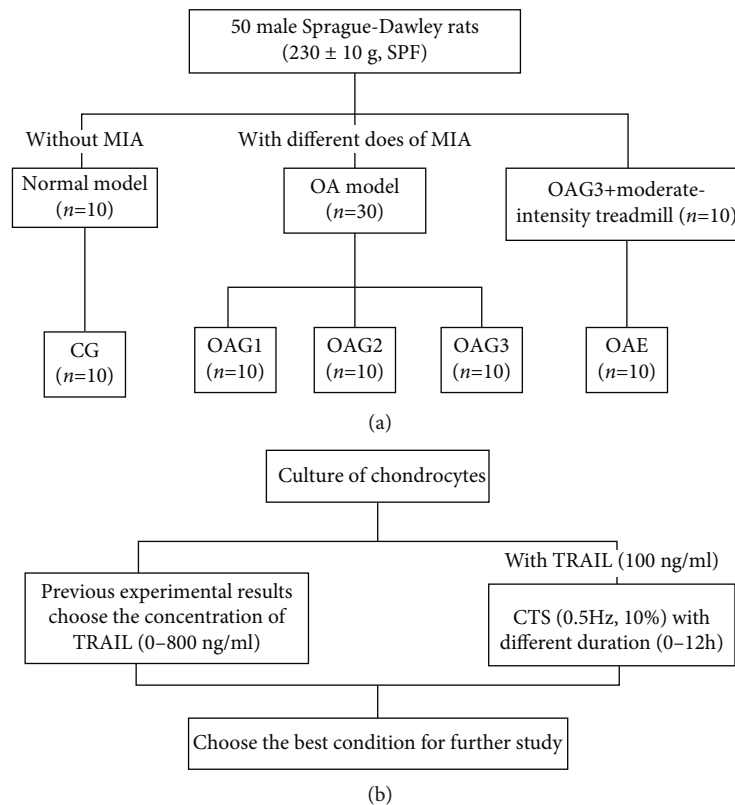 50 male Sprague-Dawley rats
(230 ± 10 g, SPF)
Without MIA
With different does of MIA
Normal model
(n=10)
OA model
(n=30)
OAG3+moderate-
intensity treadmill (n=10)
CG
(n=10)
OAG1
(n=10)
OAG2
(n=10)
OAG3
(n=10)
OAE
(n=10)
(a)
Culture of chondrocytes
With TRAIL (100 ng/ml)
Previous experimental results
choose the concentration of
TRAIL (0–800 ng/ml)
CTS (0.5Hz, 10%) with
different duration (0–12h)
Choose the best condition for further study
(b)